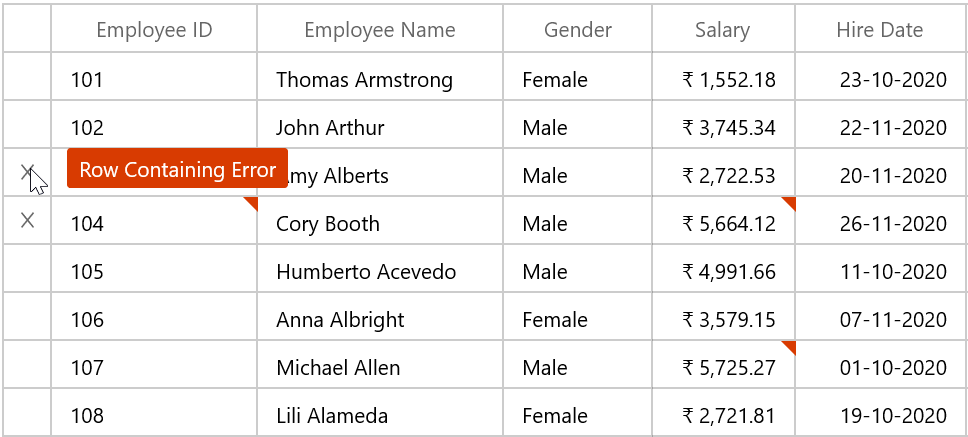 Employee ID Employee Name Gender Salary Hire Date
101 Thomas Armstrong Female ₹ 1,552.18 23-10-2020
102 John Arthur Male ₹ 3,745.34 22-11-2020
Row Containing Error Amy Alberts Male ₹ 2,722.53 20-11-2020
104 Cory Booth Male ₹ 5,664.12 26-11-2020
105 Humberto Acevedo Male ₹ 4,991.66 11-10-2020
106 Anna Albright Female ₹ 3,579.15 07-11-2020
107 Michael Allen Male ₹ 5,725.27 01-10-2020
108 Lili Alameda Female ₹ 2,721.81 19-10-2020